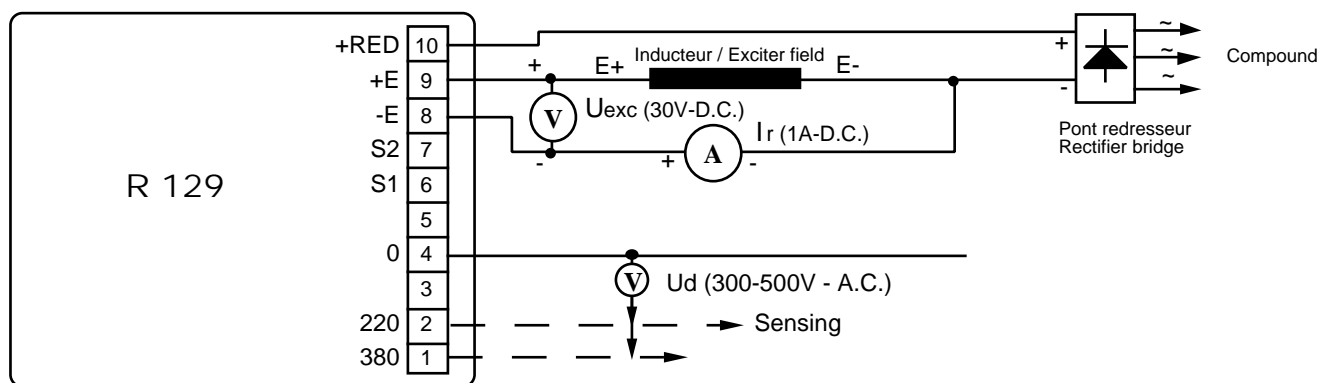 +RED 10 + Inducteur / Exciter field + ~ ~ ~ Compound
+E 9 + E+ E- -
-E 8 V Uexc (30V-D.C.)
S2 7 - + A - Ir (1A-D.C.)
Pont redresseur
Rectifier bridge
R 129
S1 6
5
0 4
3 V Ud (300-500V - A.C.)
220 2 Sensing
380 1